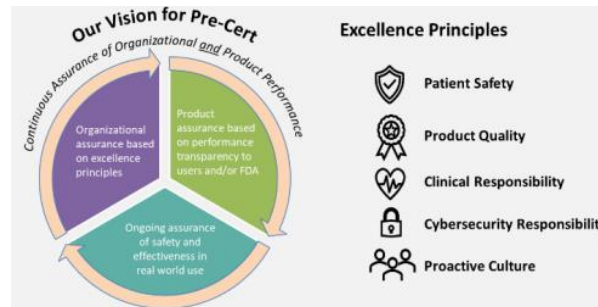 Our Vision for Pre-Cert
Continuous Assurance of Organizational and Product Performance
Organizational
assurance based
on excellence
principles
Product
assurance based
on performance
transparency to
users and/or FDA
Ongoing assurance
of safety and
effectiveness in
real world use
Excellence Principles
Patient Safety
Product Quality
Clinical Responsibility
Cybersecurity Responsibilit
Proactive Culture